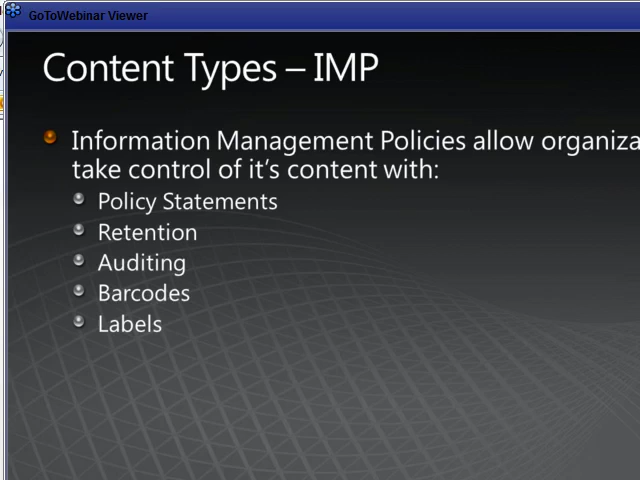 GoToWebinar Viewer
Content Types – IMP
Information Management Policies allow
take control of it's content with:
Policy Statements
Retention
Auditing
Barcodes
Labels